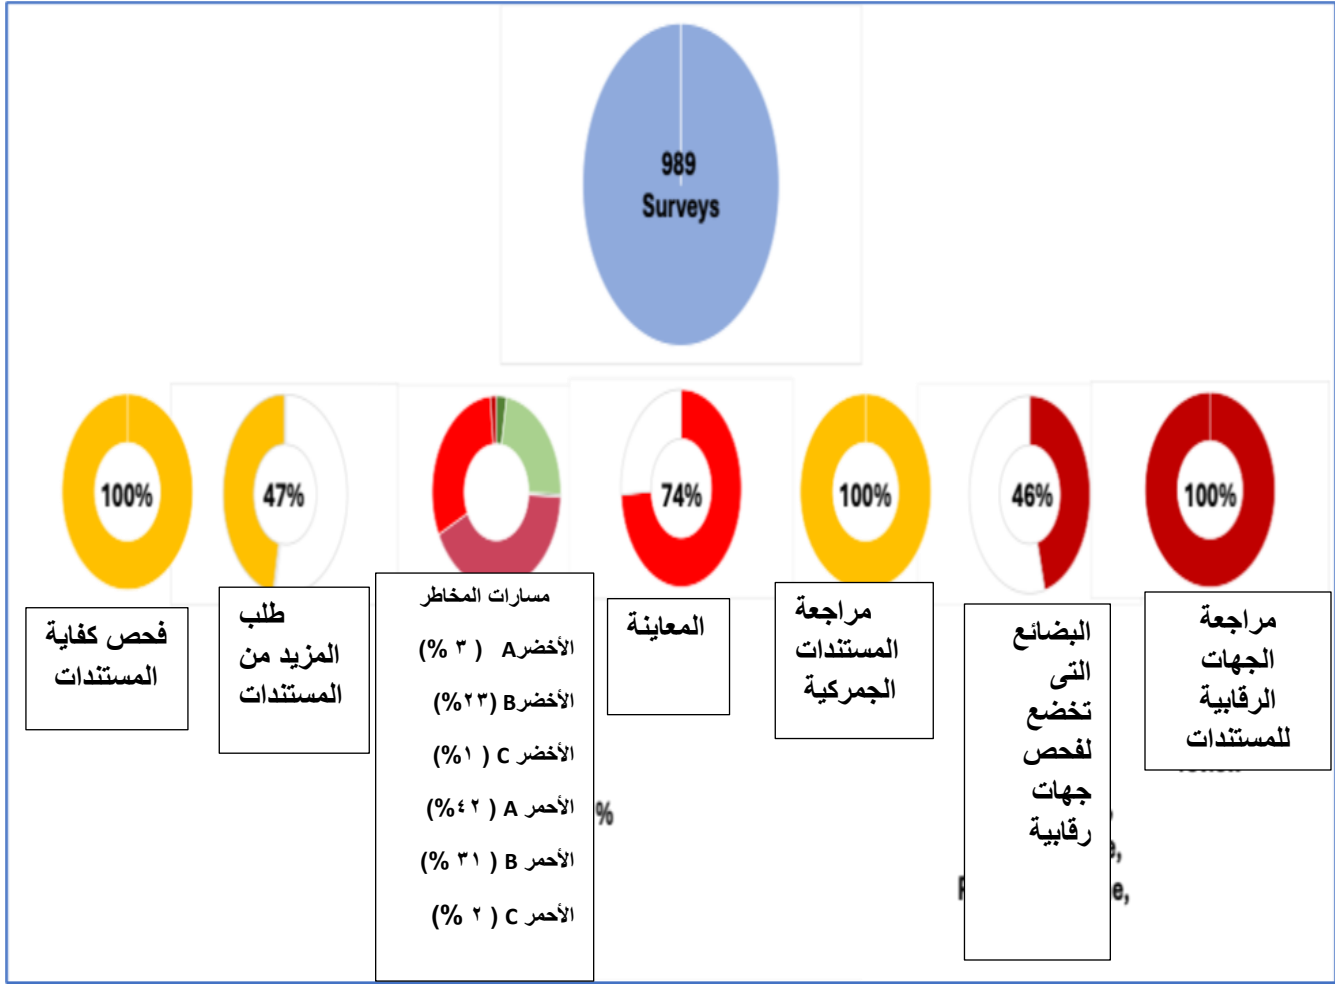 989
Surveys
100%
47%
74%
100%
46%
100%
فحص كفاية
المستندات
طلب
المزيد من
المستندات
مسارات المخاطر
الأخضرA ( ٣ %)
الأخضرB (٢٣%)
الأخضر C ( ١%)
الأحمر A ( ٤٢%)
الأحمر B ( ٣١ %)
الأحمر C ( ٢ %)
%
المعاينة
مراجعة
المستندات
الجمركية
البضائع
التى
تخضع
لفحص
جهات
رقابية
مراجعة
الجهات
الرقابية
للمستندات